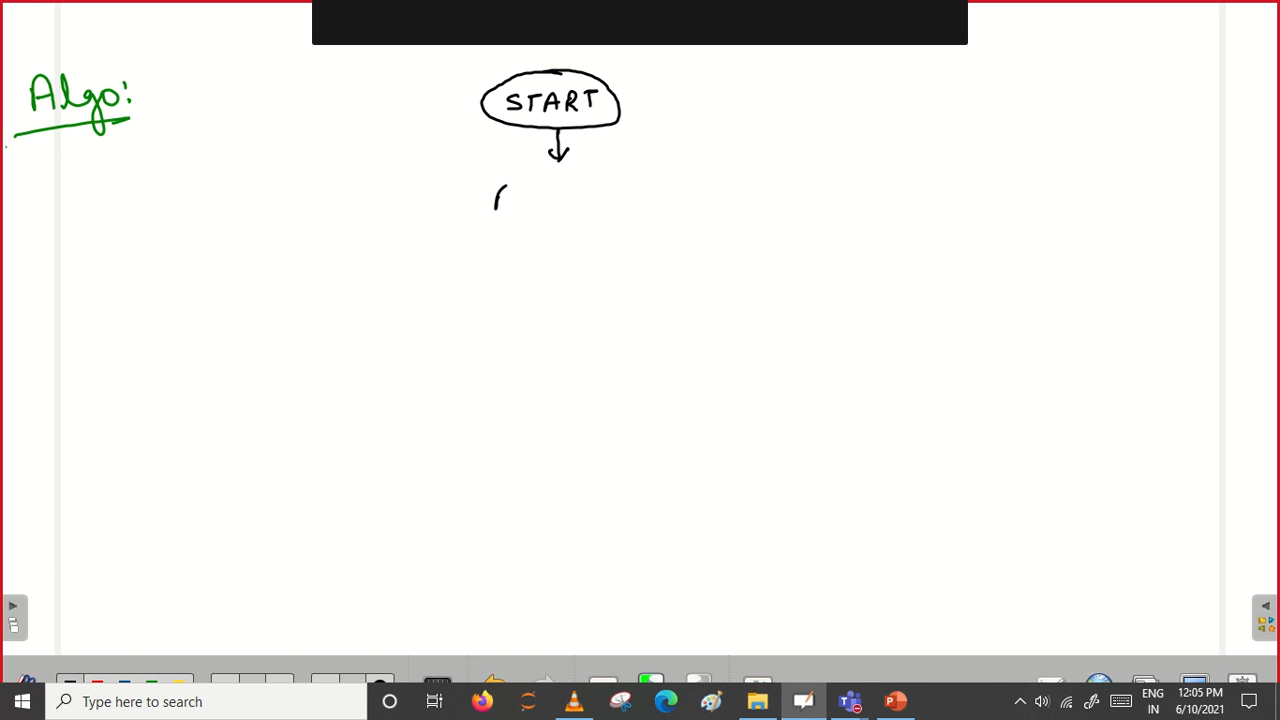 Algo:
START
Type here to search
ENG
IN
12:05 PM
6/10/2021